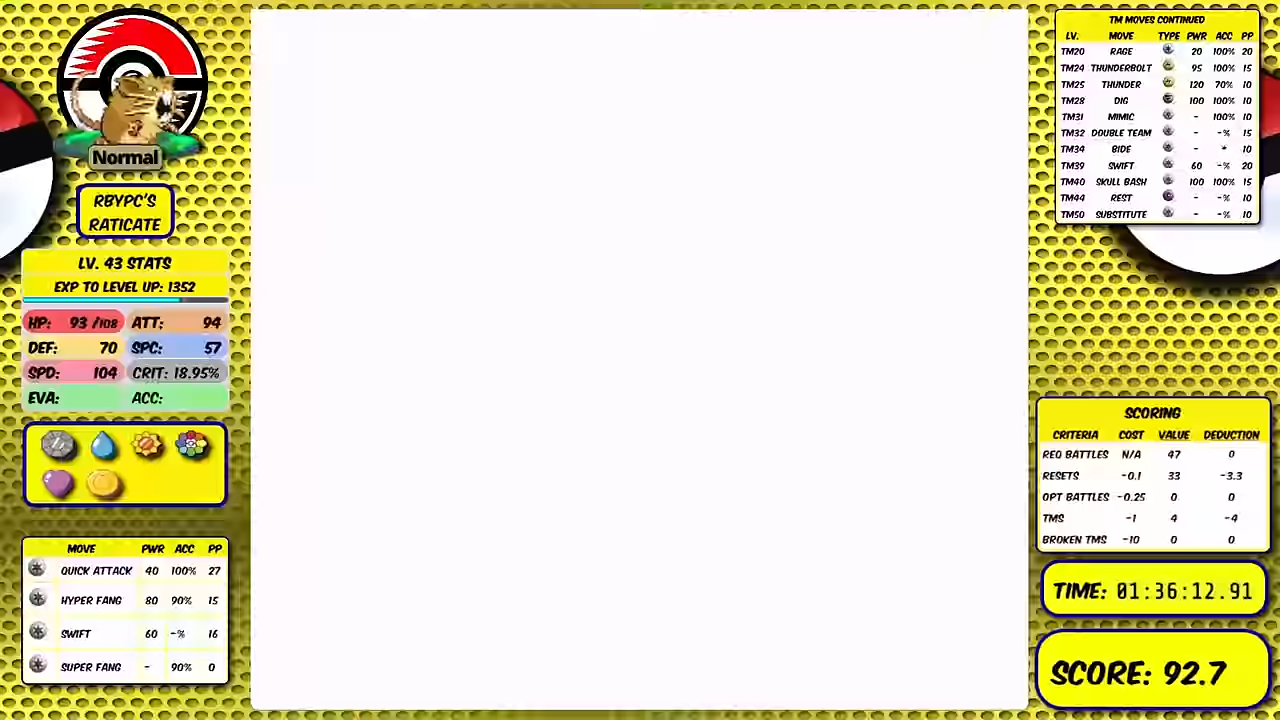 Normal
RBYPC'S
RATICATE
LV. 43 STATS
EXP TO LEVEL UP: 1352
HP: 93 /108 ATT: 94
DEF: 70 SPC: 57
SPD: 104 CRIT: 18.95%
EVA: ACC:
MOVE PWR ACC PP
QUICK ATTACK 40 100% 27
HYPER FANG 80 90% 15
SWIFT 60 -% 16
SUPER FANG - 90% 0
TM MOVES CONTINUED
LV. MOVE TYPE PWR ACC PP
TM20 RAGE 20 100% 20
TM24 THUNDERBOLT 95 100% 15
TM25 THUNDER 120 70% 10
TM28 DIG 100 100% 10
TM31 MIMIC - 100% 10
TM32 DOUBLE TEAM - -% 15
TM34 BIDE - * 10
TM39 SWIFT 60 -% 20
TM40 SKULL BASH 100 100% 15
TM44 REST - -% 10
TM50 SUBSTITUTE - -% 10
SCORING
CRITERIA COST VALUE DEDUCTION
REQ BATTLES N/A 47 0
RESETS -0.1 33 -3.3
OPT BATTLES -0.25 0 0
TMS -1 4 -4
BROKEN TMS -10 0 0
TIME: 01:36:12.91
SCORE: 92.7